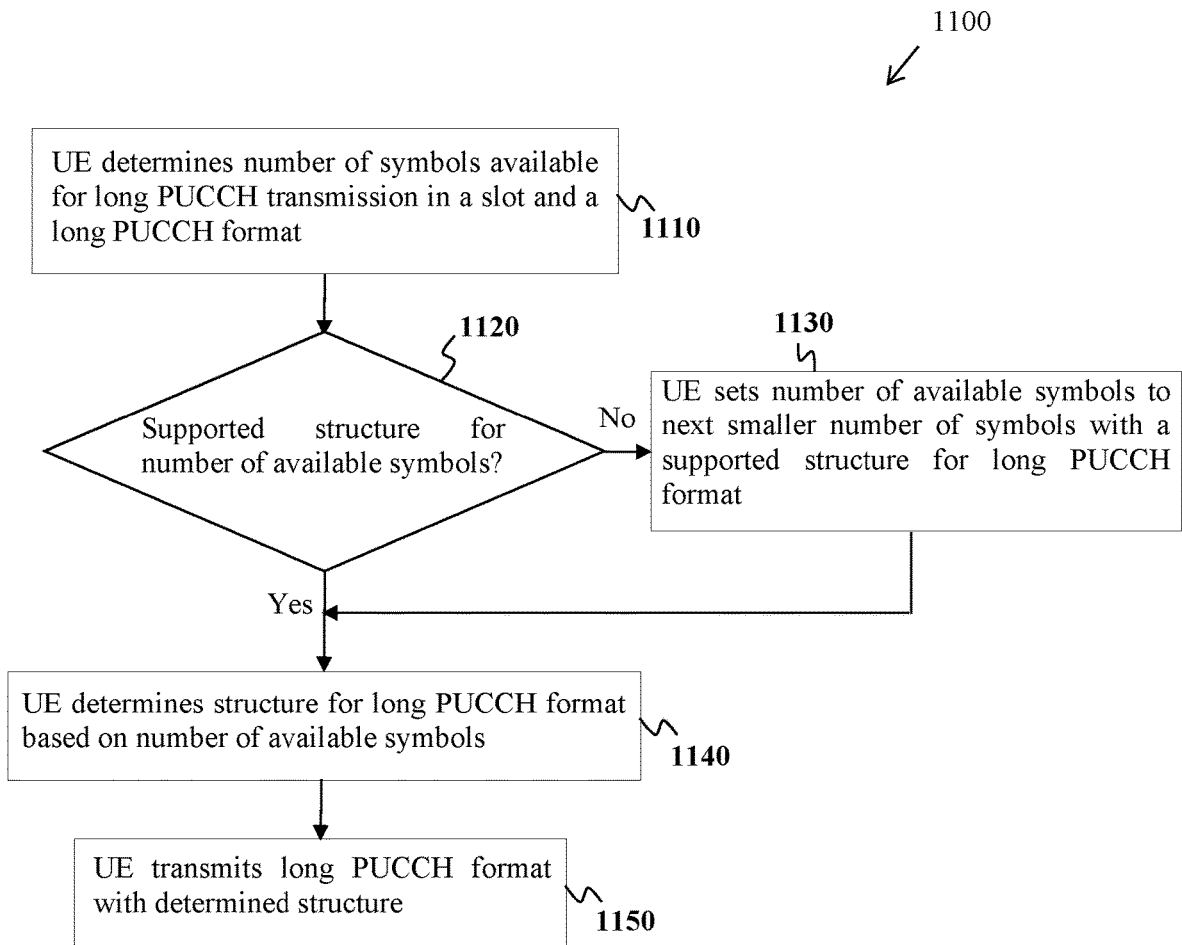 1100
UE determines number of symbols available
for long PUCCH transmission in a slot and a
long PUCCH format
1110
1120
Supported structure for
number of available symbols?
No
1130
UE sets number of available symbols to
next smaller number of symbols with a
supported structure for long PUCCH
format
Yes
UE determines structure for long PUCCH format
based on number of available symbols
1140
UE transmits long PUCCH format
with determined structure
1150